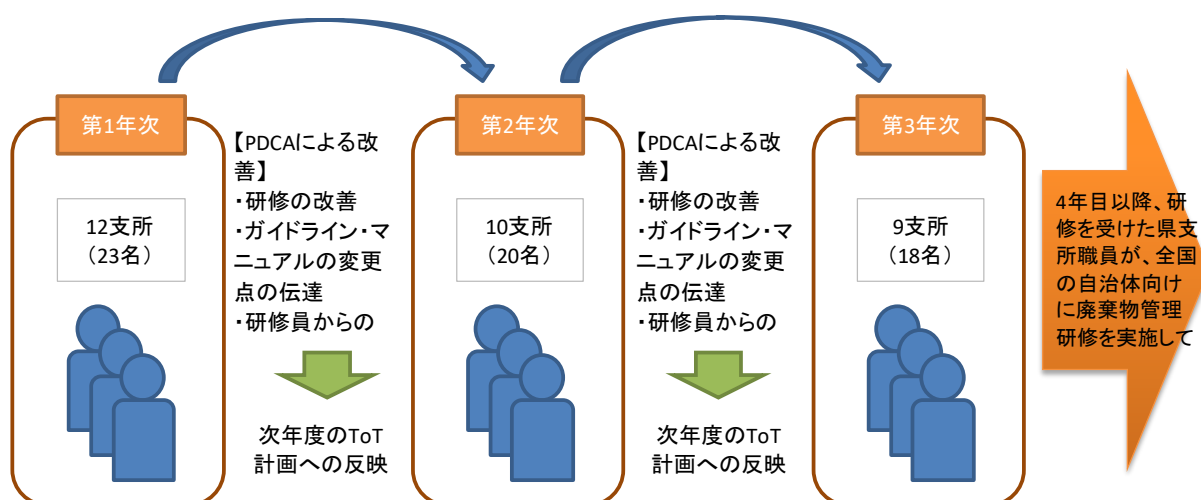 第1年次
12支所
（23名）
【PDCAによる改
善】
・研修の改善
・ガイドライン・マ
ニュアルの変更
点の伝達
・研修員からの
次年度のToT
計画への反映
第2年次
10支所
（20名）
【PDCAによる改
善】
・研修の改善
・ガイドライン・マ
ニュアルの変更
点の伝達
・研修員からの
次年度のToT
計画への反映
第3年次
9支所
（18名）
4年目以降、研
修を受けた県支
所職員が、全国
の自治体向け
に廃棄物管理
研修を実施して